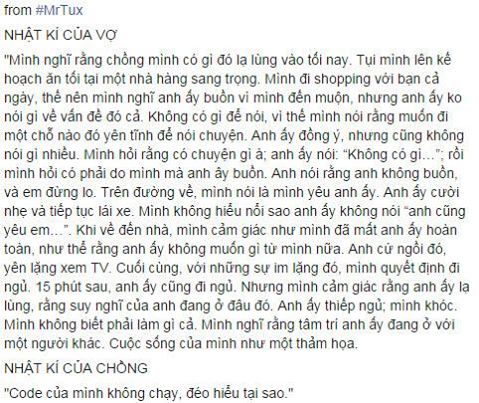 from #MrTux
NHẬT KÍ CỦA VỢ
"Mình nghĩ rằng chồng mình có gì đó lạ lùng vào tối nay. Tụi mình lên kế
hoạch ăn tối tại một nhà hàng sang trọng. Mình đi shopping với bạn cả
ngày, thế nên mình nghĩ anh ấy buồn vì mình đến muộn, nhưng anh ấy ko
nói gì về vấn đề đó cả. Không có gì để nói, vì thế mình nói rằng muốn đi
một chỗ nào đó yên tĩnh để nói chuyện. Anh ấy đồng ý, nhưng cũng không
nói gì nhiều. Mình hỏi rằng có chuyện gì à; anh ấy nói: “Không có gì…”; rồi
mình hỏi có phải do mình mà anh ây buồn. Anh nói rằng anh không buồn,
và em đừng lo. Trên đường về, mình nói là mình yêu anh ấy. Anh ấy cười
nhẹ và tiếp tục lái xe. Mình không hiểu nổi sao anh ấy không nói “anh cũng
yêu em…”. Khi về đến nhà, mình cảm giác như mình đã mất anh ấy hoàn
toàn, như thể rằng anh ấy không muốn gì từ mình nữa. Anh cứ ngồi đó,
yên lặng xem TV. Cuối cùng, với những sự im lặng đó, mình quyết định đi
ngủ. 15 phút sau, anh ấy cũng đi ngủ. Nhưng mình cảm giác rằng anh ấy lạ
lùng, rằng suy nghĩ của anh đang ở đâu đó. Anh ấy thiếp ngủ; mình khóc.
Mình không biết phải làm gì cả. Mình nghĩ rằng tâm trí anh ấy đang ở với
một người khác. Cuộc sống của mình như một thảm họa.
NHẬT KÍ CỦA CHỒNG
"Code của mình không chạy, đéo hiểu tại sao."